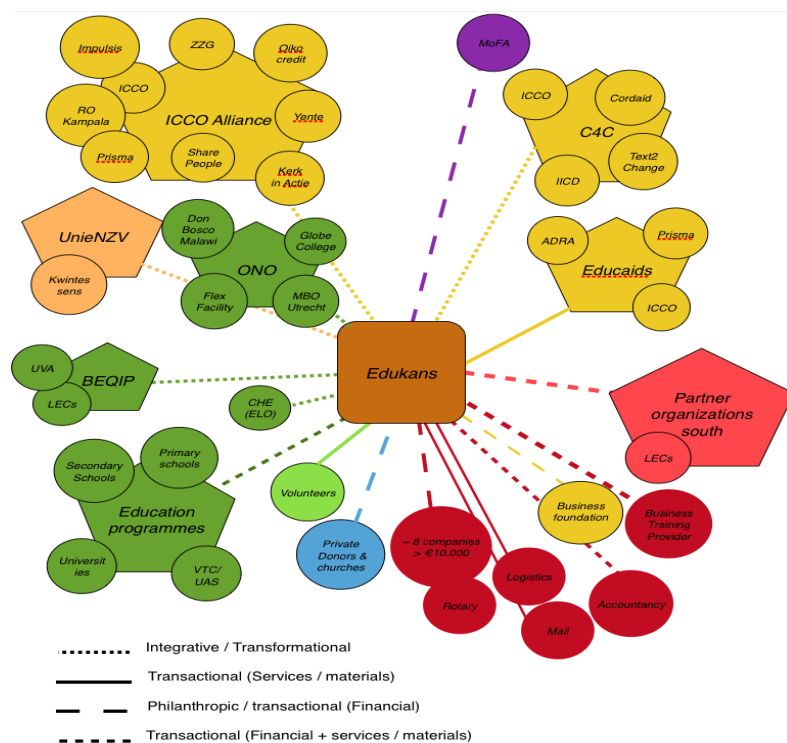 Impulsis
ZZG
Oiko
credit
ICCO
RO
Kampala
ICCO Alliance
Yente
Prisma
Share
People
Kerk
in Actie
MoFA
ICCO
Cordaid
C4C
IICD
Text2
Change
UnieNZV
Kwintes
sens
Don
Bosco
Malawi
Globe
College
ONO
Flex
Facility
MBO
Utrecht
ADRA
Prisma
Educaids
ICCO
Edukans
UVA
BEQIP
LECs
CHE
(ELO)
Partner
organizations
south
LECs
Secondary
Schools
Primary
schools
Education
programmes
Universit
ies
VTC/
UAS
Volunteers
Private
Donors &
churches
~ 8 companies
> €10.000
Rotary
Logistics
Mail
Business
foundation
Business
Training
Provider
Accountancy
Integrative / Transformational
Transactional (Services / materials)
Philanthropic / transactional (Financial)
Transactional (Financial + services / materials)